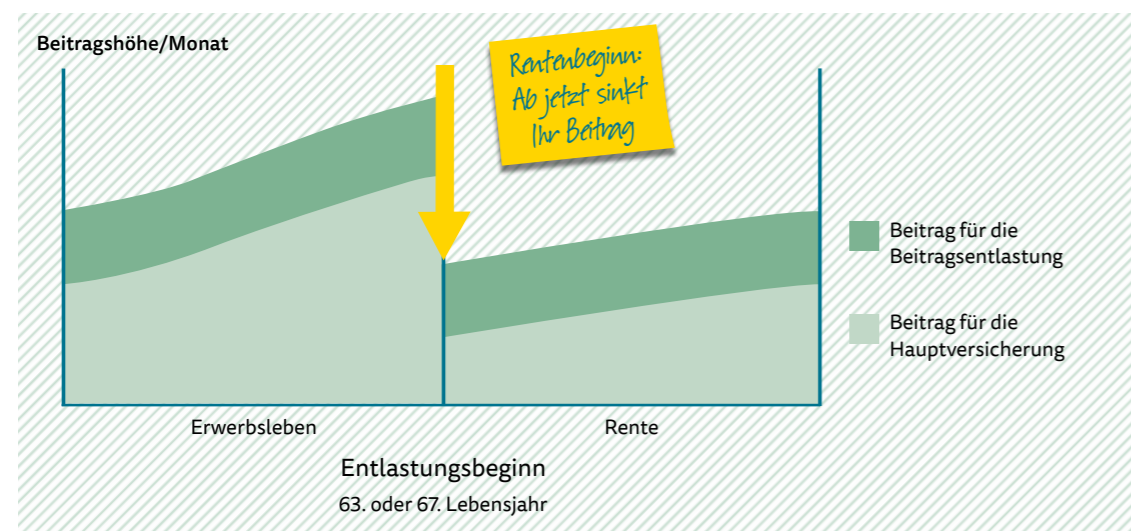 Beitragshöhe/Monat
Rentenbeginn:
Ab jetzt sinkt
Ihr Beitrag
Beitrag für die
Beitragsentlastung
Beitrag für die
Hauptversicherung
Erwerbsleben
Rente
Entlastungsbeginn
63. oder 67. Lebensjahr